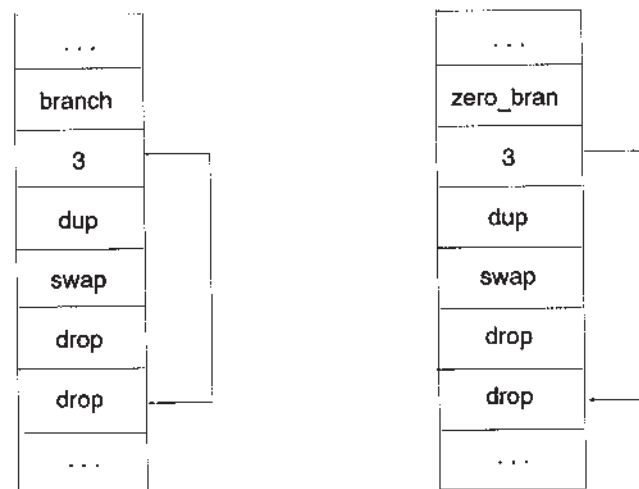 ...
branch
3
dup
swap
drop
drop
...
...
zero_bran
3
dup
swap
drop
drop
...